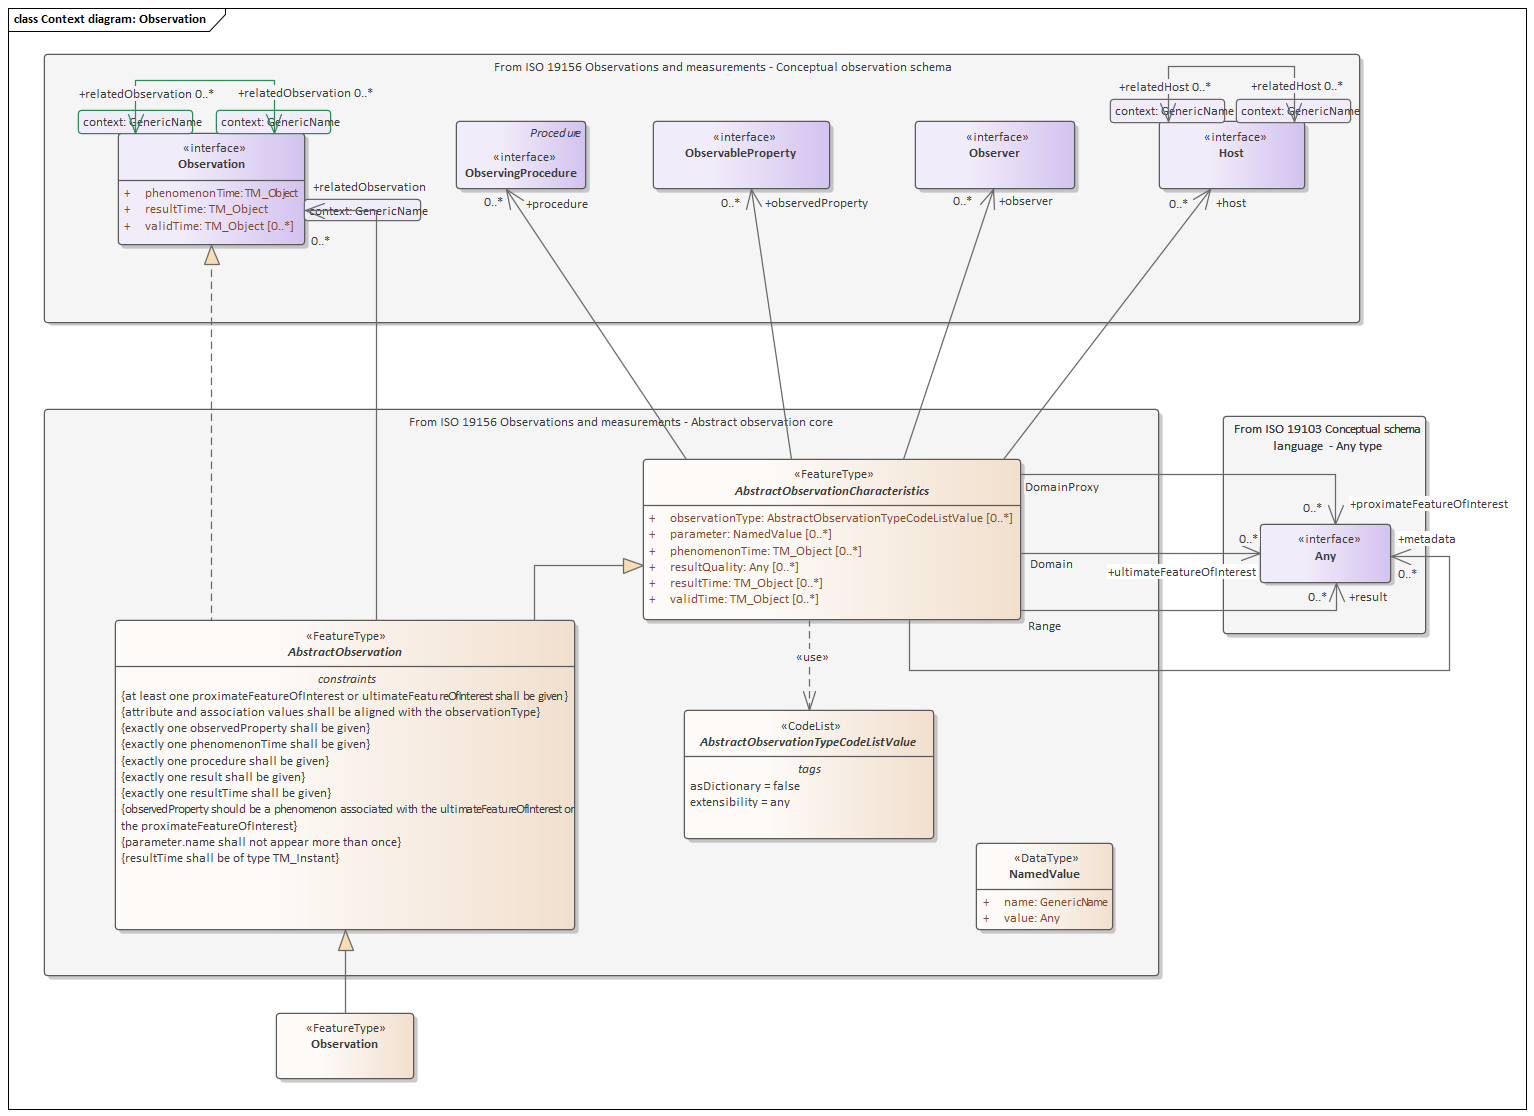 class Context diagram: Observation
From ISO 19156 Observations and measurements - Conceptual observation schema
+relatedObservation 0..*
+relatedObservation 0..*
context: GenericName
context: GenericName
«interface»
Observation
+ phenomenonTime: TM_Object
+ resultTime: TM_Object
+ validTime: TM_Object [0..*]
+relatedObservation
context: GenericName
0..*
Procedure
«interface»
ObservingProcedure
0..*
+procedure
«interface»
ObservableProperty
0..*
+observedProperty
«interface»
Observer
0..*
+observer
+relatedHost 0..*
+relatedHost 0..*
context: GenericName
context: GenericName
«interface»
Host
0..*
+host
From ISO 19156 Observations and measurements - Abstract observation core
«FeatureType»
AbstractObservationCharacteristics
+ observationType: AbstractObservationTypeCodeListValue [0..*]
+ parameter: NamedValue [0..*]
+ phenomenonTime: TM_Object [0..*]
+ resultQuality: Any [0..*]
+ resultTime: TM_Object [0..*]
+ validTime: TM_Object [0..*]
From ISO 19103 Conceptual schema
language - Any type
DomainProxy
0..*
+proximateFeatureOfInterest
0..*
Domain
+ultimateFeatureOfInterest
«interface»
Any
+metadata
0..*
0..*
+result
Range
«FeatureType»
AbstractObservation
constraints
{at least one proximateFeatureOfInterest or ultimateFeatureOfInterest shall be given}
{attribute and association values shall be aligned with the observationType}
{exactly one observedProperty shall be given}
{exactly one phenomenonTime shall be given}
{exactly one procedure shall be given}
{exactly one result shall be given}
{exactly one resultTime shall be given}
{observedProperty should be a phenomenon associated with the ultimateFeatureOfInterest or
the proximateFeatureOfInterest}
{parameter.name shall not appear more than once}
{resultTime shall be of type TM_Instant}
«use»
«CodeList»
AbstractObservationTypeCodeListValue
tags
asDictionary = false
extensibility = any
«DataType»
NamedValue
+ name: GenericName
+ value: Any
«FeatureType»
Observation